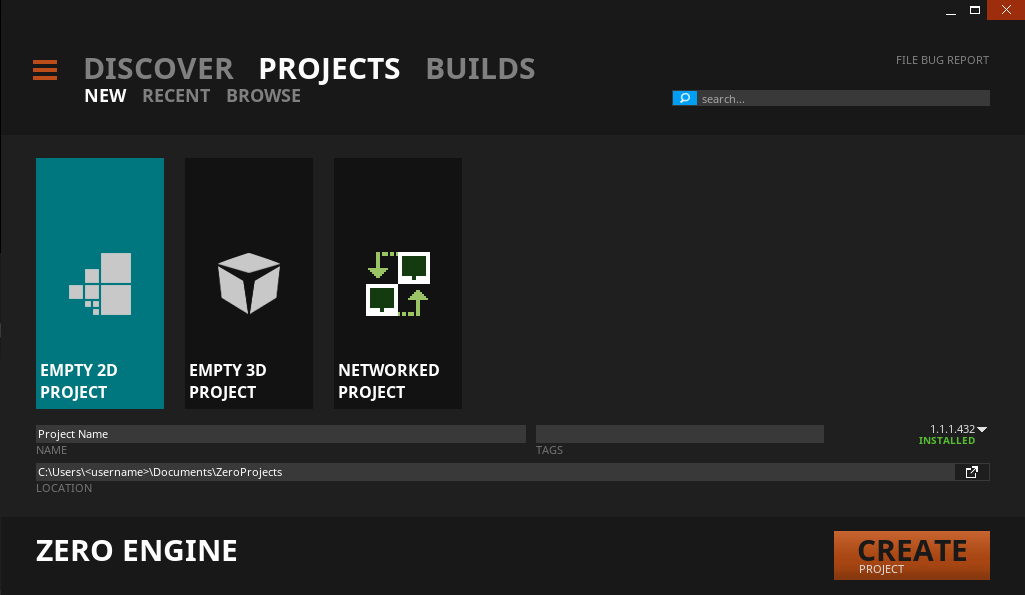 DISCOVER PROJECTS BUILDS
FILE BUG REPORT
NEW RECENT BROWSE
search...
EMPTY 2D
PROJECT
EMPTY 3D
PROJECT
NETWORKED
PROJECT
Project Name
NAME
TAGS
1.1.1.432
INSTALLED
C:\Users\<username>\Documents\ZeroProjects
LOCATION
ZERO ENGINE
CREATE
PROJECT